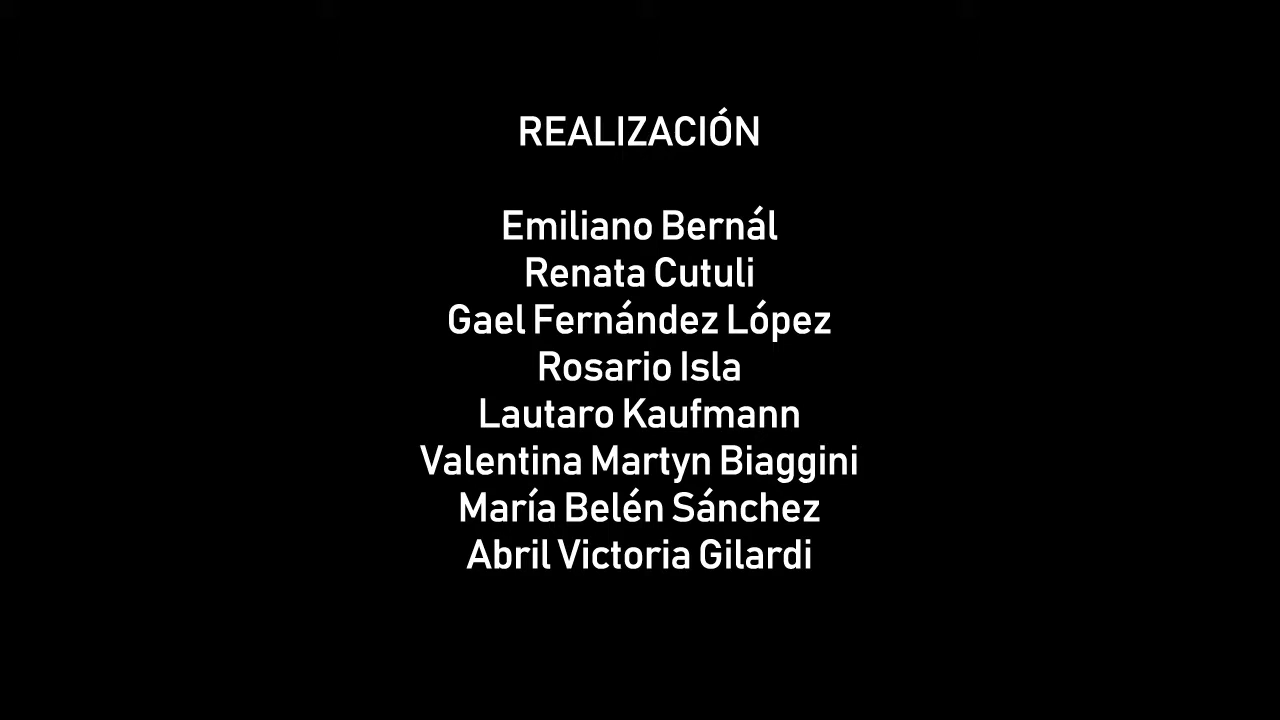 REALIZACIÓN
Emiliano Bernál
Renata Cutuli
Gael Fernández López
Rosario Isla
Lautaro Kaufmann
Valentina Martyn Biaggini
María Belén Sánchez
Abril Victoria Gilardi